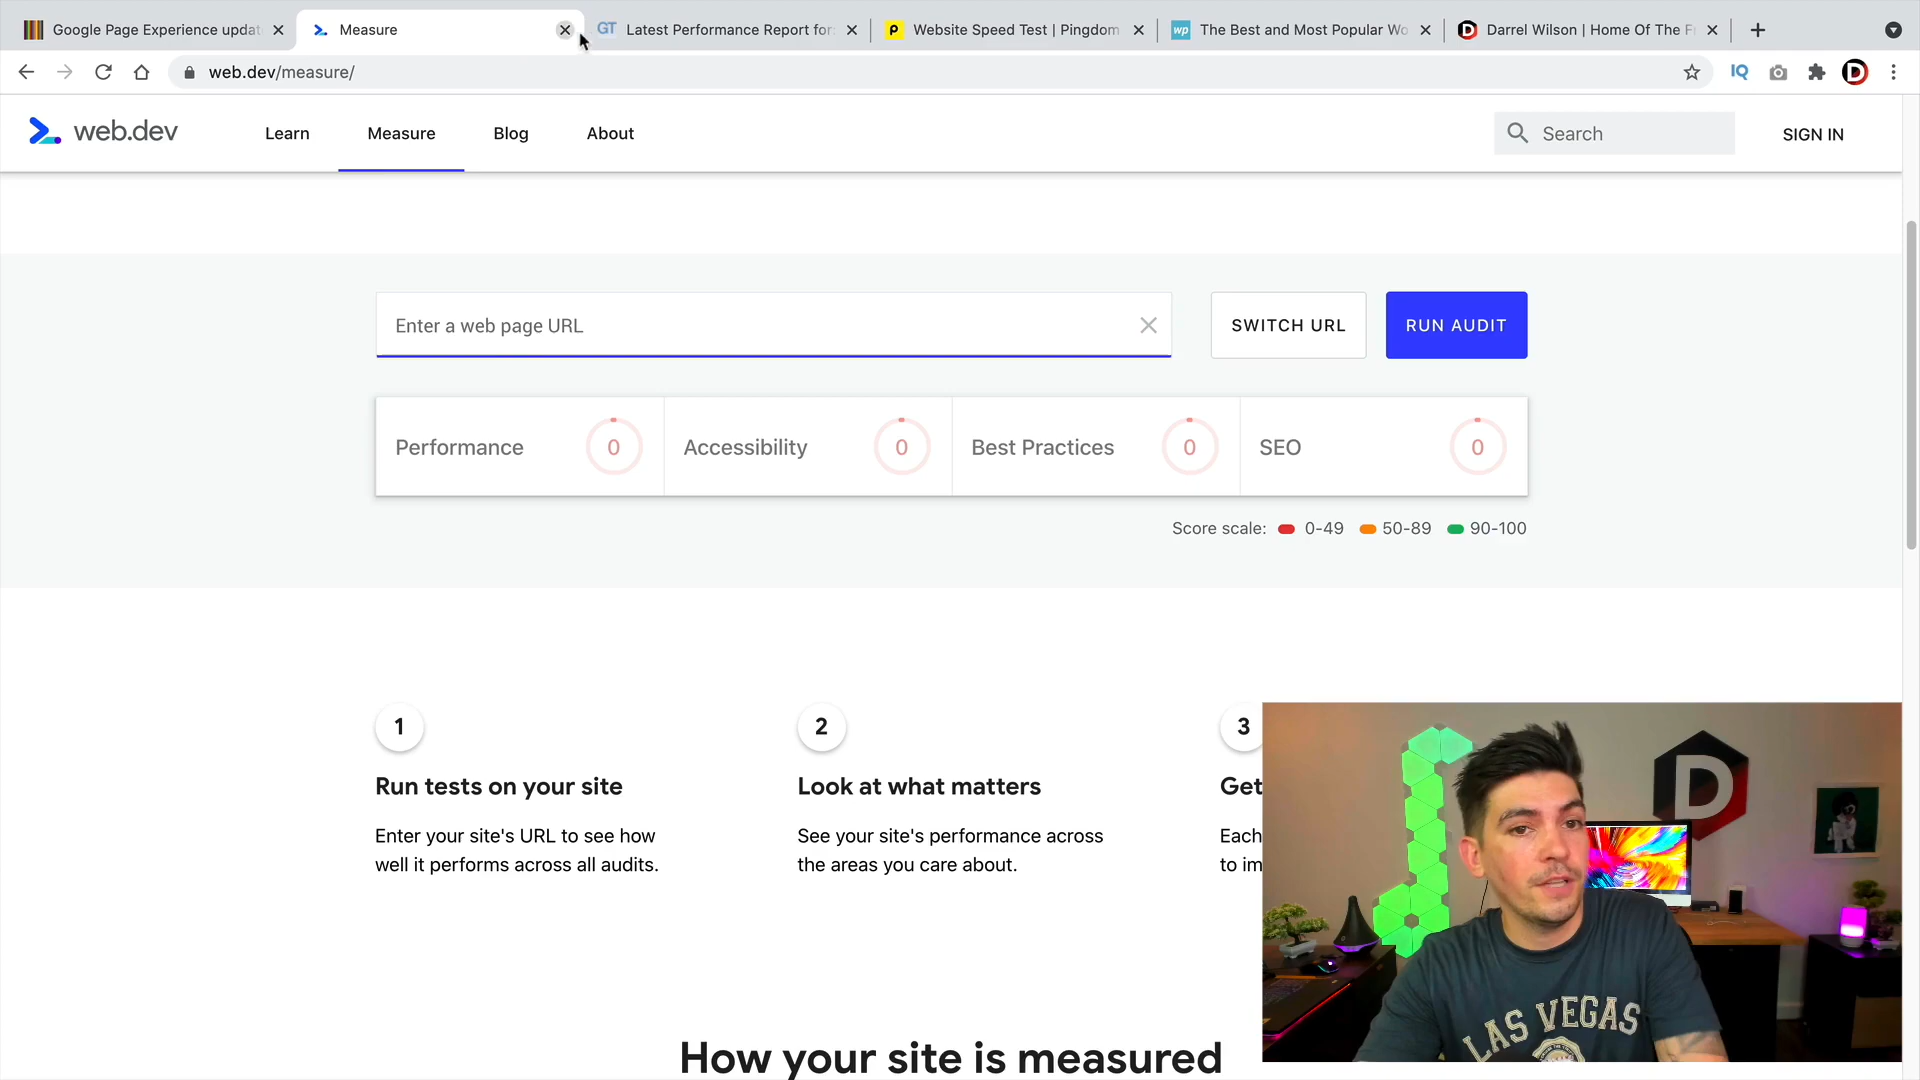 Google Page Experience updat
Measure
GT
Latest Performance Report for:
p
Website Speed Test | Pingdom
wp
The Best and Most Popular Wo
D
Darrel Wilson | Home Of The F
web.dev/measure/
IQ
D
web.dev
Learn
Measure
Blog
About
Search
SIGN IN
Enter a web page URL
SWITCH URL
RUN AUDIT
Performance
0
Accessibility
0
Best Practices
0
SEO
0
Score scale: 0-49 50-89 90-100
1
2
3
Run tests on your site
Look at what matters
Get
Enter your site's URL to see how
well it performs across all audits.
See your site's performance across
the areas you care about.
Each
to im
D
LAS VEGAS
How your site is measured